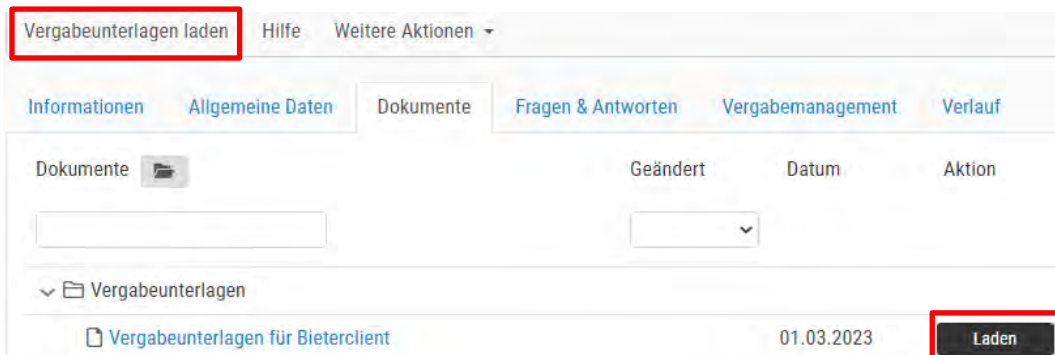 Vergabeunterlagen laden Hilfe Weitere Aktionen
Informationen Allgemeine Daten Dokumente Fragen & Antworten Vergabemanagement Verlauf
Dokumente Geändert Datum Aktion
Vergabeunterlagen
Vergabeunterlagen für Bieterclient 01.03.2023 Laden